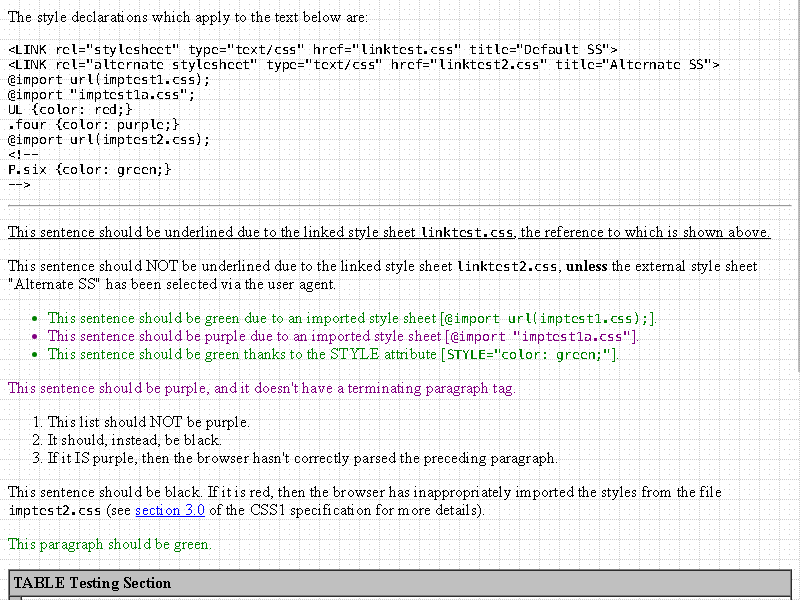 The style declarations which apply to the text below are:
<LINK rel="stylesheet" type="text/css" href="linktest.css" title="Default SS">
<LINK rel="alternate stylesheet" type="text/css" href="linktest2.css" title="Alternate SS">
@import url(imptest1.css);
@import "imptest1a.css";
UL {color: red;}
.four {color: purple;}
@import url(imptest2.css);
<!--
P.six {color: green;}
-->
This sentence should be underlined due to the linked style sheet linktest.css, the reference to which is shown above.
This sentence should NOT be underlined due to the linked style sheet linktest2.css, unless the external style sheet
"Alternate SS" has been selected via the user agent.
• This sentence should be green due to an imported style sheet [@import url(imptest1.css);].
• This sentence should be purple due to an imported style sheet [@import "imptest1a.css"].
• This sentence should be green thanks to the STYLE attribute [STYLE="color: green;"].
This sentence should be purple, and it doesn't have a terminating paragraph tag.
1. This list should NOT be purple.
2. It should, instead, be black.
3. If it IS purple, then the browser hasn't correctly parsed the preceding paragraph.
This sentence should be black. If it is red, then the browser has inappropriately imported the styles from the file
imptest2.css (see section 3.0 of the CSS1 specification for more details).
This paragraph should be green.
TABLE Testing Section